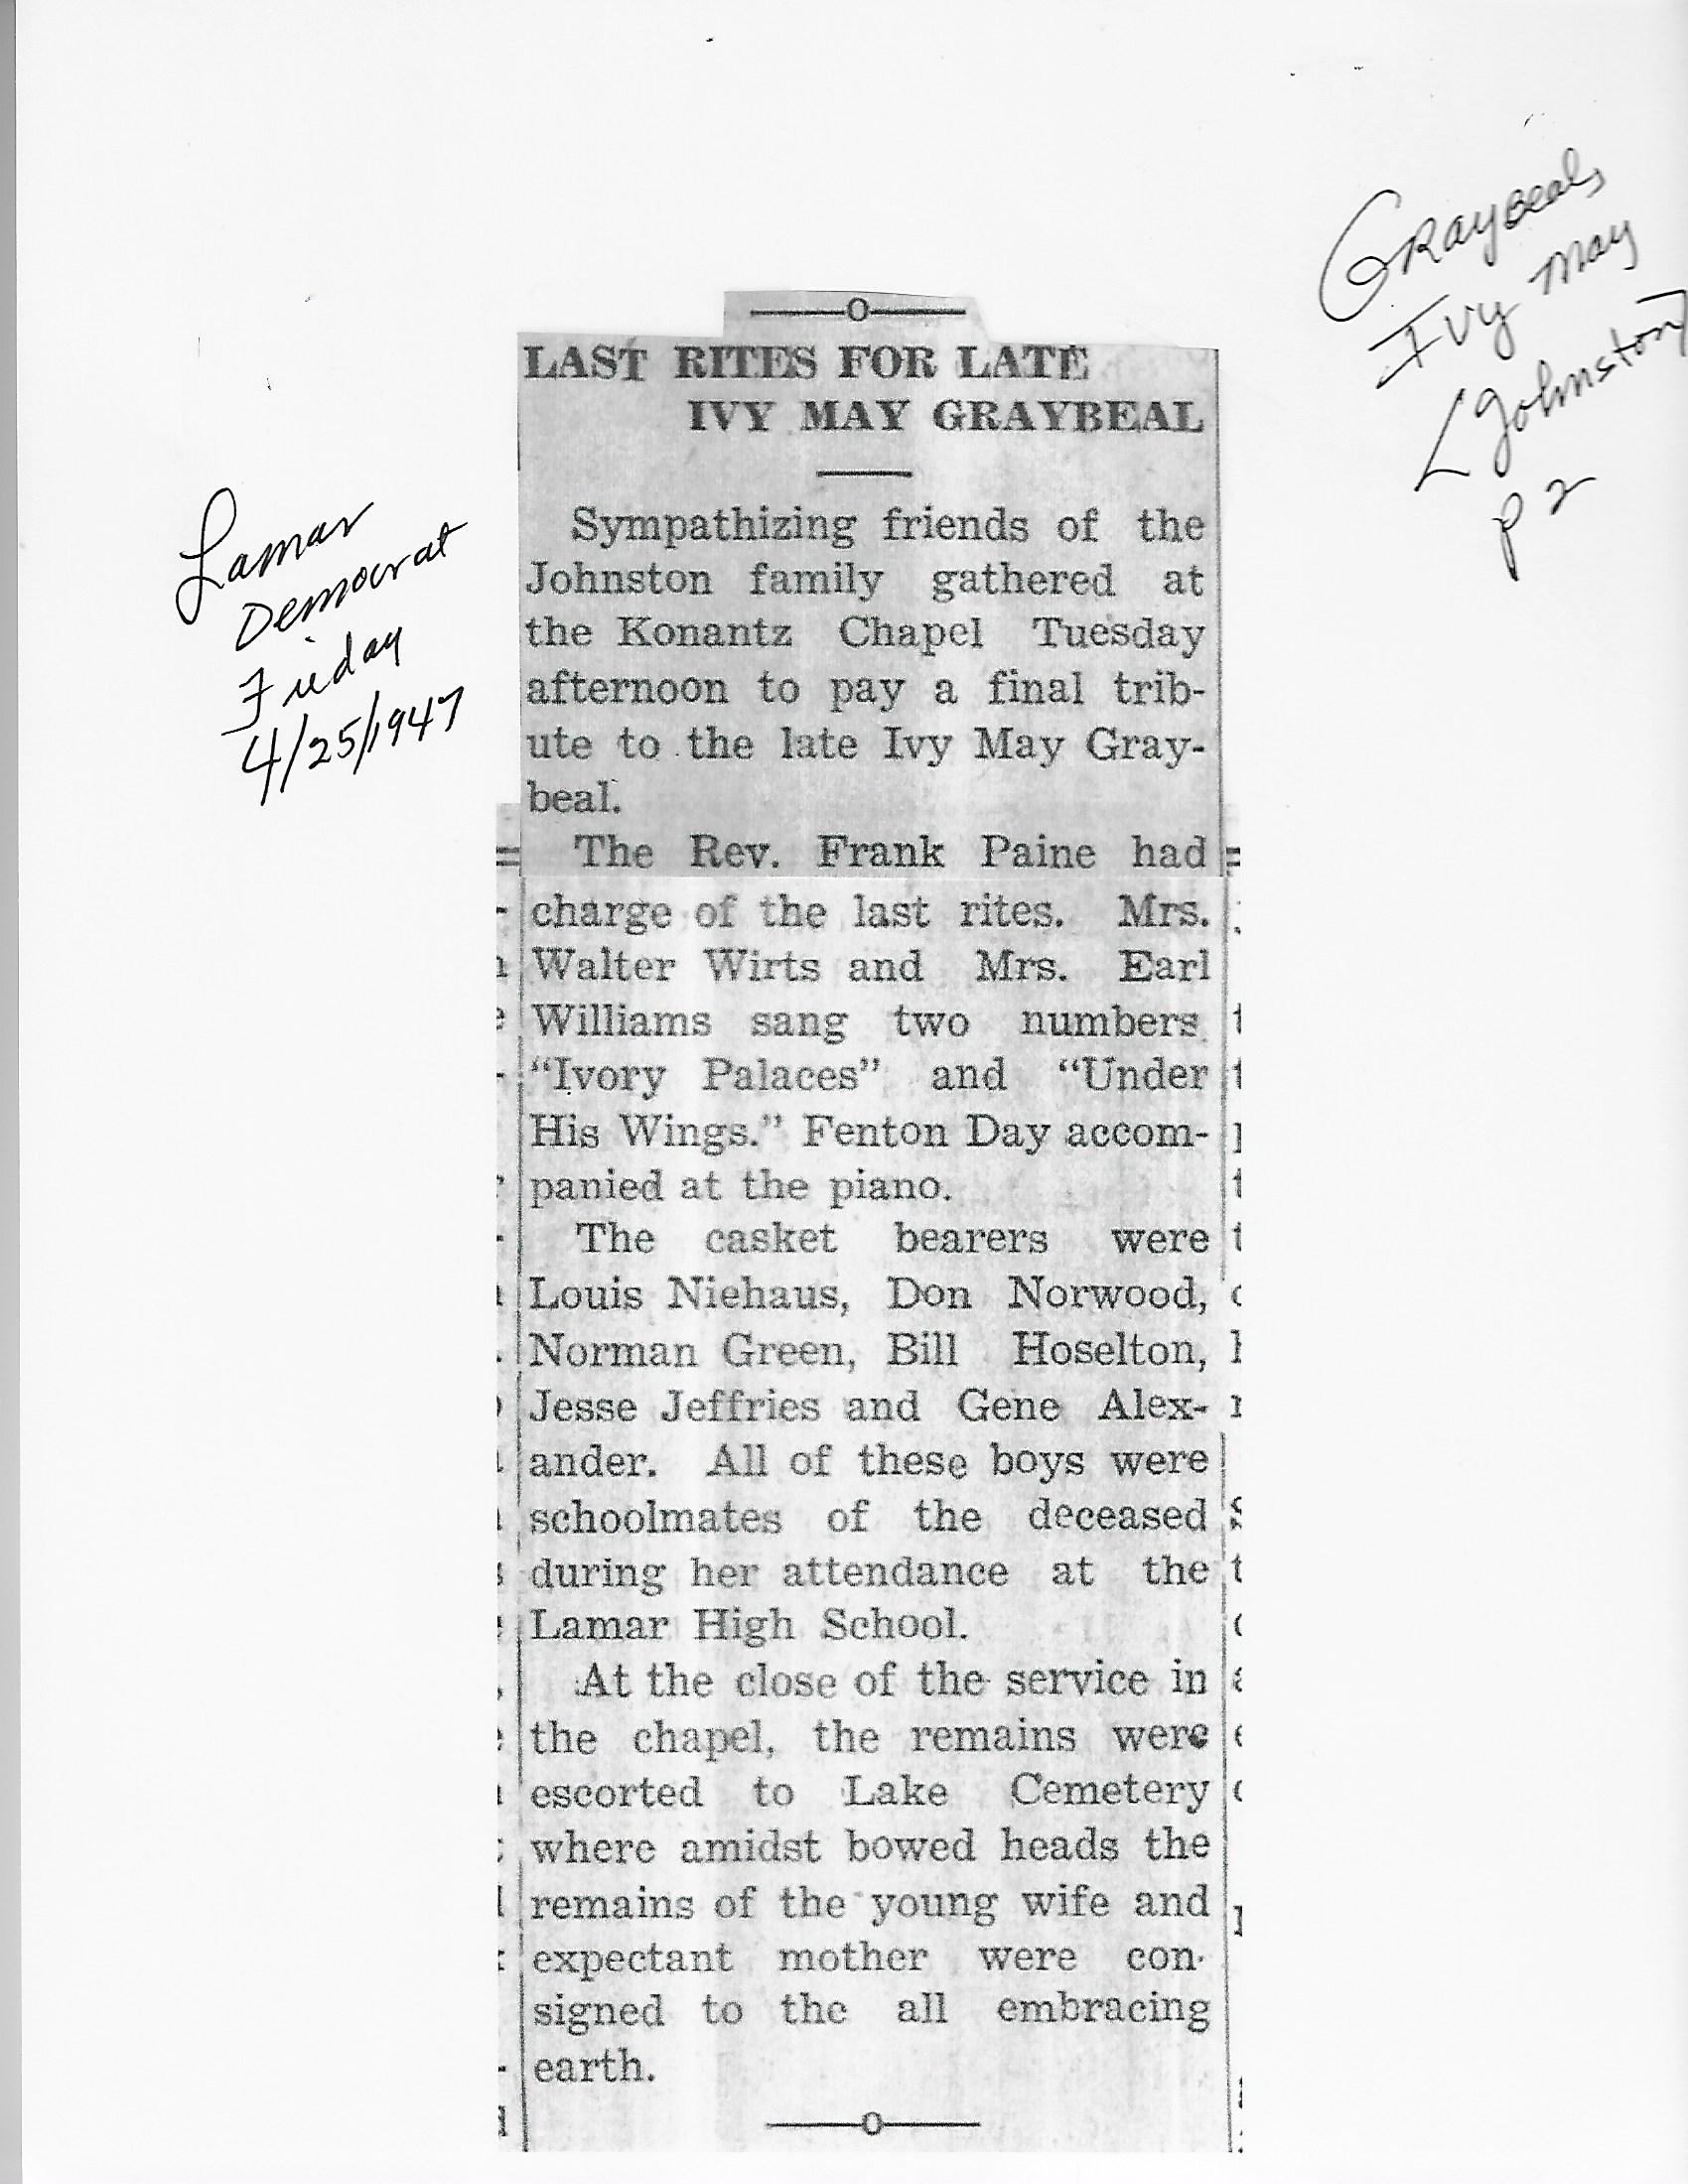 Graybeal,
Ivy May
[Johnston]
p 2
Lamar
Democrat
Friday
4/25/1947
LAST RITES FOR LATE
IVY MAY GRAYBEAL
Sympathizing friends of the
Johnston family gathered at
the Konantz Chapel Tuesday
afternoon to pay a final trib-
ute to the late Ivy May Gray-
beal.
The Rev. Frank Paine had
charge of the last rites. Mrs.
Walter Wirts and Mrs. Earl
Williams sang two numbers
"Ivory Palaces" and "Under
His Wings." Fenton Day accom-
panied at the piano.
The casket bearers were
Louis Niehaus, Don Norwood,
Norman Green, Bill Hoselton,
Jesse Jeffries and Gene Alex-
ander. All of these boys were
schoolmates of the deceased
during her attendance at the
Lamar High School.
At the close of the service in
the chapel, the remains were
escorted to Lake Cemetery
where amidst bowed heads the
remains of the young wife and
expectant mother were con-
signed to the all embracing
earth.